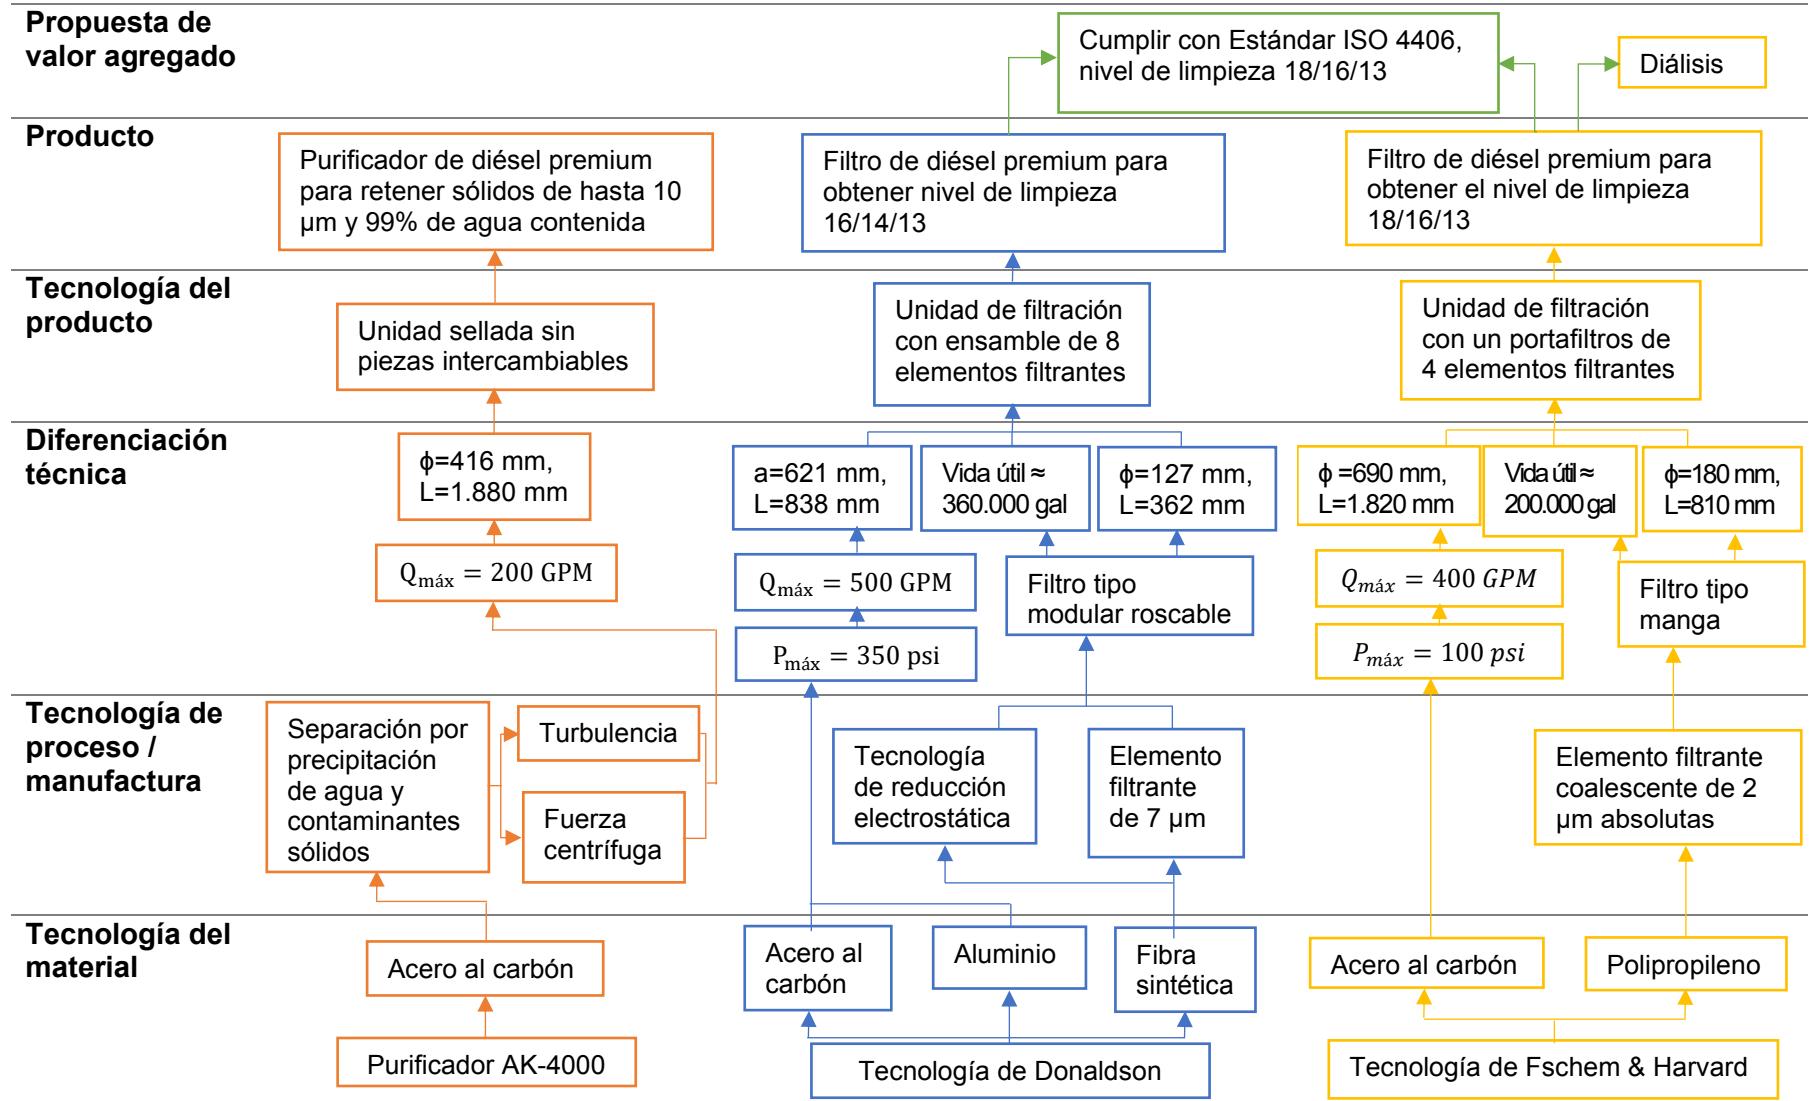 Propuesta de
valor agregado
Cumplir con Estándar ISO 4406,
nivel de limpieza 18/16/13
Diálisis
Producto
Purificador de diésel premium
para retener sólidos de hasta 10
µm y 99% de agua contenida
Filtro de diésel premium para
obtener nivel de limpieza
16/14/13
Filtro de diésel premium para
obtener el nivel de limpieza
18/16/13
Tecnología del
producto
Unidad sellada sin
piezas intercambiables
Unidad de filtración
con ensamble de 8
elementos filtrantes
Unidad de filtración
con un portafiltros de
4 elementos filtrantes
Diferenciación
técnica
ϕ=416 mm,
L=1.880 mm
a=621 mm,
L=838 mm
Vida útil ≈
360.000 gal
ϕ=127 mm,
L=362 mm
ϕ =690 mm,
L=1.820 mm
Vida útil ≈
200.000 gal
ϕ=180 mm,
L=810 mm
Qmáx = 200 GPM
Qmáx = 500 GPM
Filtro tipo
modular roscable
Qmáx = 400 GPM
Filtro tipo
manga
Pmáx = 350 psi
Pmáx = 100 psi
Tecnología de
proceso /
manufactura
Separación por
precipitación
de agua y
contaminantes
sólidos
Turbulencia
Fuerza
centrífuga
Tecnología
de reducción
electrostática
Elemento
filtrante
de 7 µm
Elemento filtrante
coalescente de 2
µm absolutas
Tecnología del
material
Acero al carbón
Acero al
carbón
Aluminio
Fibra
sintética
Acero al carbón
Polipropileno
Purificador AK-4000
Tecnología de Donaldson
Tecnología de Fschem & Harvard